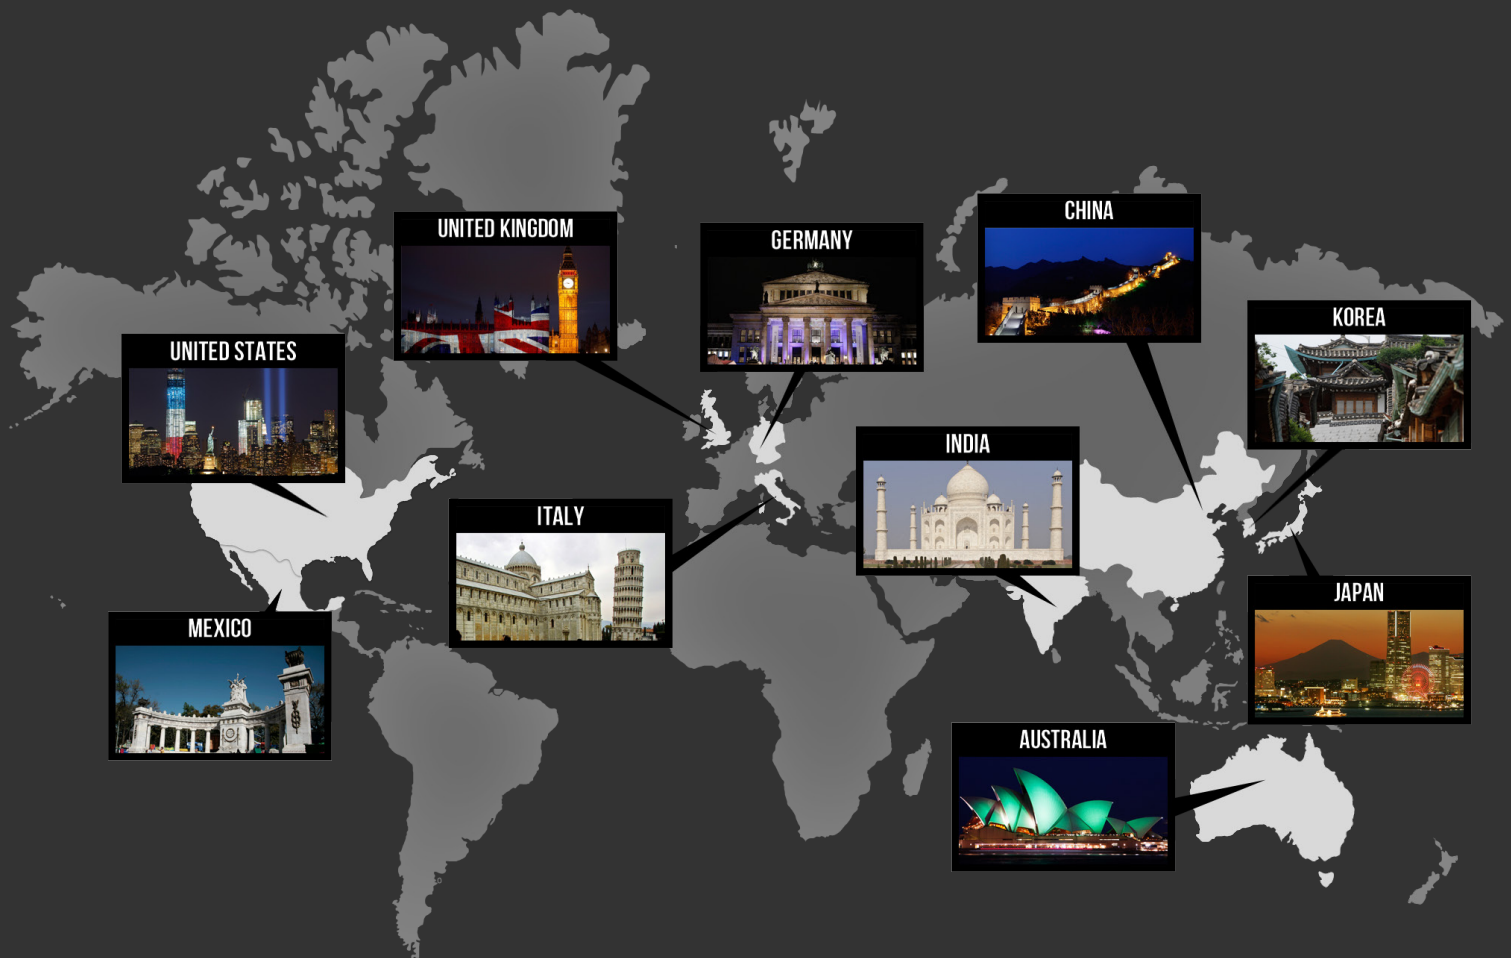 CHINA
UNITED KINGDOM
GERMANY
KOREA
UNITED STATES
INDIA
ITALY
JAPAN
MEXICO
AUSTRALIA